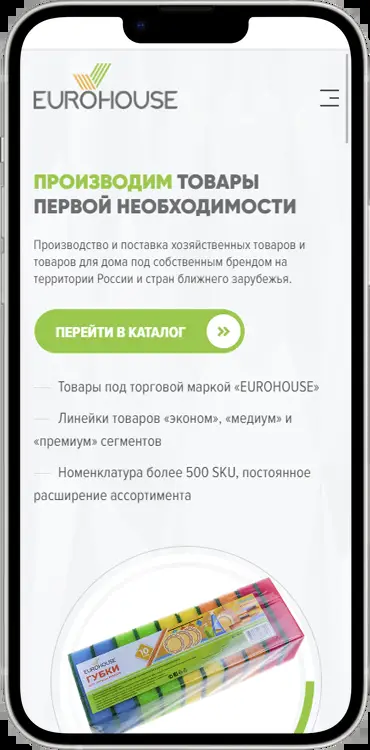 EUROHOUSE
ПРОИЗВОДИМ ТОВАРЫ
ПЕРВОЙ НЕОБХОДИМОСТИ
Производство и поставка хозяйственных товаров и
товаров для дома под собственным брендом на
территории России и стран ближнего зарубежья.
ПЕРЕЙТИ В КАТАЛОГ
Товары под торговой маркой «EUROHOUSE»
Линейки товаров «эконом», «медиум» и
«премиум» сегментов
Номенклатура более 500 SKU, постоянное
расширение ассортимента
EUROHOUSE
ГУБКИ
10